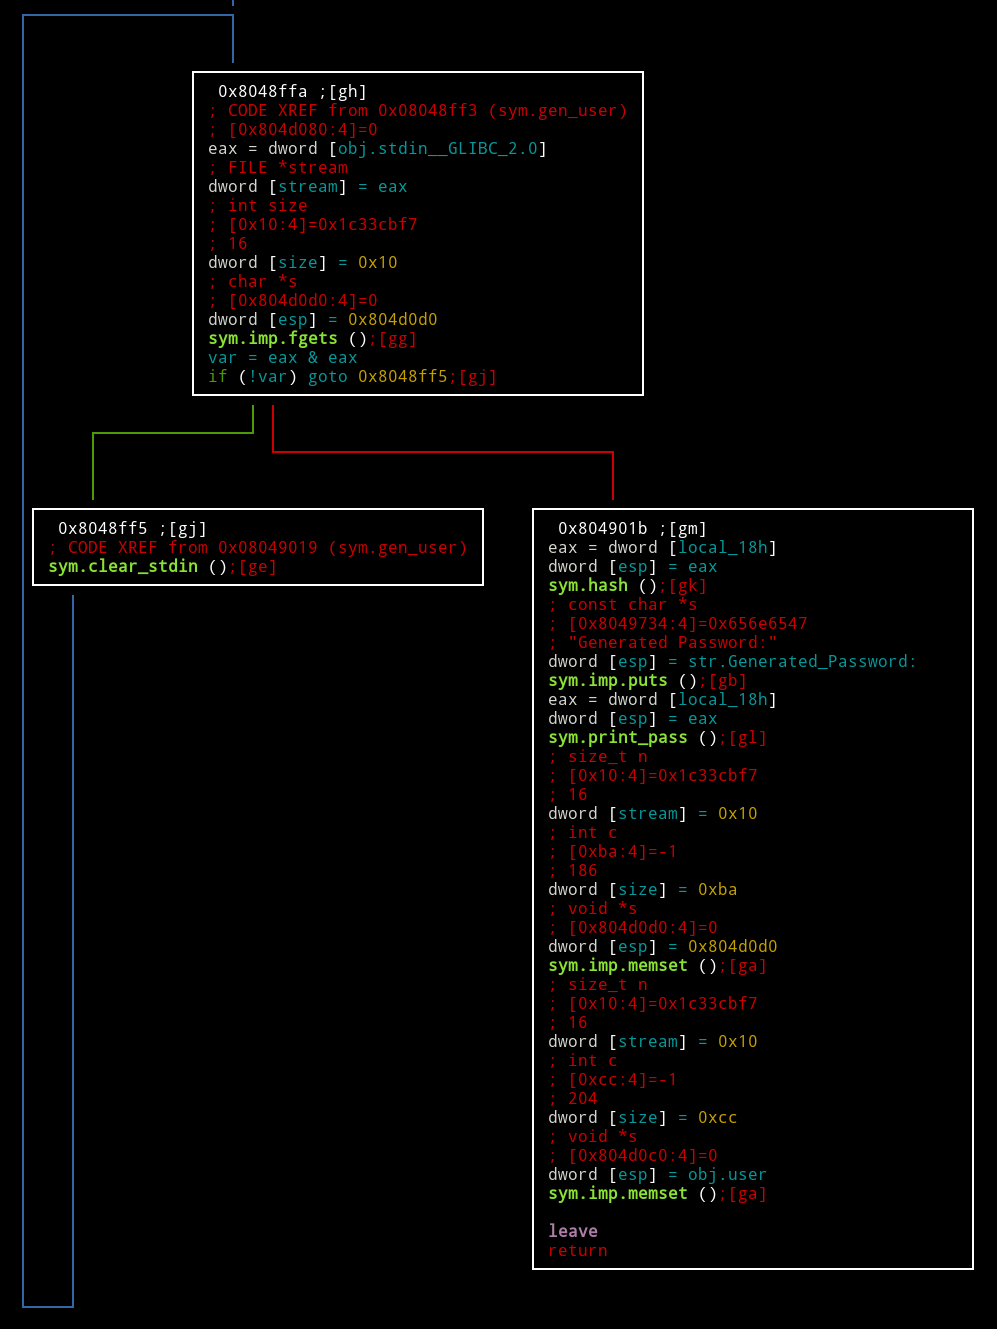 0x8048ffa ;[gh]
; CODE XREF from 0x08048ff3 (sym.gen_user)
; [0x804d080:4]=0
eax = dword [obj.stdin__GLIBC_2.0]
; FILE *stream
dword [stream] = eax
; int size
; [0x10:4]=0x1c33cbf7
; 16
dword [size] = 0x10
; char *s
; [0x804d0d0:4]=0
dword [esp] = 0x804d0d0
sym.imp.fgets ();[gg]
var = eax & eax
if (!var) goto 0x8048ff5;[gj]
0x8048ff5 ;[gj]
; CODE XREF from 0x08049019 (sym.gen_user)
sym.clear_stdin ();[ge]
0x804901b ;[gm]
eax = dword [local_18h]
dword [esp] = eax
sym.hash ();[gk]
; const char *s
; [0x8049734:4]=0x656e6547
; "Generated Password:"
dword [esp] = str.Generated_Password:
sym.imp.puts ();[gb]
eax = dword [local_18h]
dword [esp] = eax
sym.print_pass ();[gl]
; size_t n
; [0x10:4]=0x1c33cbf7
; 16
dword [stream] = 0x10
; int c
; [0xba:4]=-1
; 186
dword [size] = 0xba
; void *s
; [0x804d0d0:4]=0
dword [esp] = 0x804d0d0
sym.imp.memset ();[ga]
; size_t n
; [0x10:4]=0x1c33cbf7
; 16
dword [stream] = 0x10
; int c
; [0xcc:4]=-1
; 204
dword [size] = 0xcc
; void *s
; [0x804d0c0:4]=0
dword [esp] = obj.user
sym.imp.memset ();[ga]
leave
return